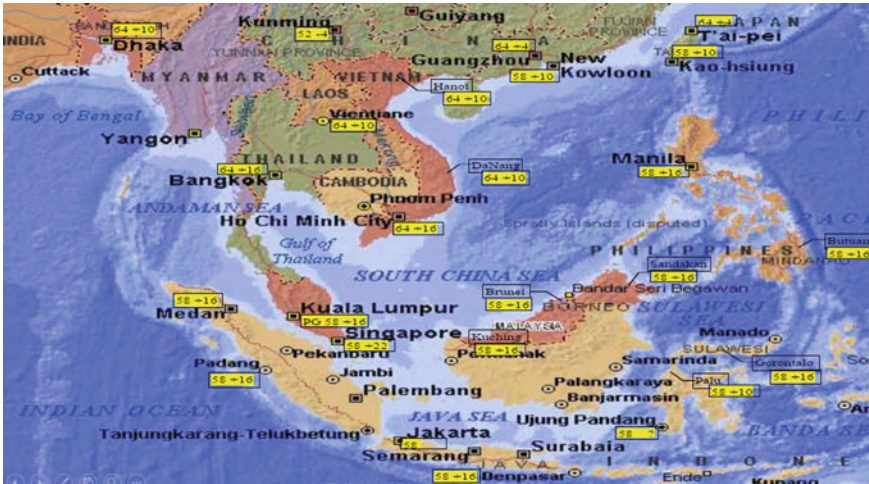 Kunming
52 -4
Guiyang
FUJIAN
PROVINCE
64 +4
A P A N
INDIA
64 +10
Dhaka
C H I N A
YUNNAN PROVINCE
64 +4
Guangzhou
New
Kowloon
58 +10
T'ai-pei
58 +10
Kao-hsiung
Cuttack
MYANMAR
VIETNAM
LAOS
Hanoi
64 +10
Bay of Bengal
Yangon
Vientiane
64 +10
THAILAND
64 +16
Bangkok
DaNang
64 +10
Manila
58 +16
CAMBODIA
Phnom Penh
ANDAMAN SEA
Ho Chi Minh City
64 +16
Gulf of
Thailand
Spratly Islands (disputed)
PHILIPPINES
Butuan
58 +16
MINDANAO
SOUTH CHINA SEA
Sandakan
58 +16
Brunei
58 +16
Bandar Seri Begawan
BORNEO
SULAWESI
SEA
58 +16
Medan
Kuala Lumpur
PG 58 +16
Singapore
58 +22
MALAYSIA
Kuching
58 +16
Manado
SULAWESI
Gorontalo
58 +16
Padang
58 +16
Pekanbaru
Jambi
Samarinda
Palu
58 +10
Palangkaraya
Banjarmasin
Palembang
INDIAN OCEAN
JAVA SEA
Ujung Pandang
58 ?
BANDA SE
Tanjungkarang-Telukbetung
Jakarta
58
Semarang
Surabaia
JAVA
58 +16
Denpasar
I N D O N E
Ende
Kupang